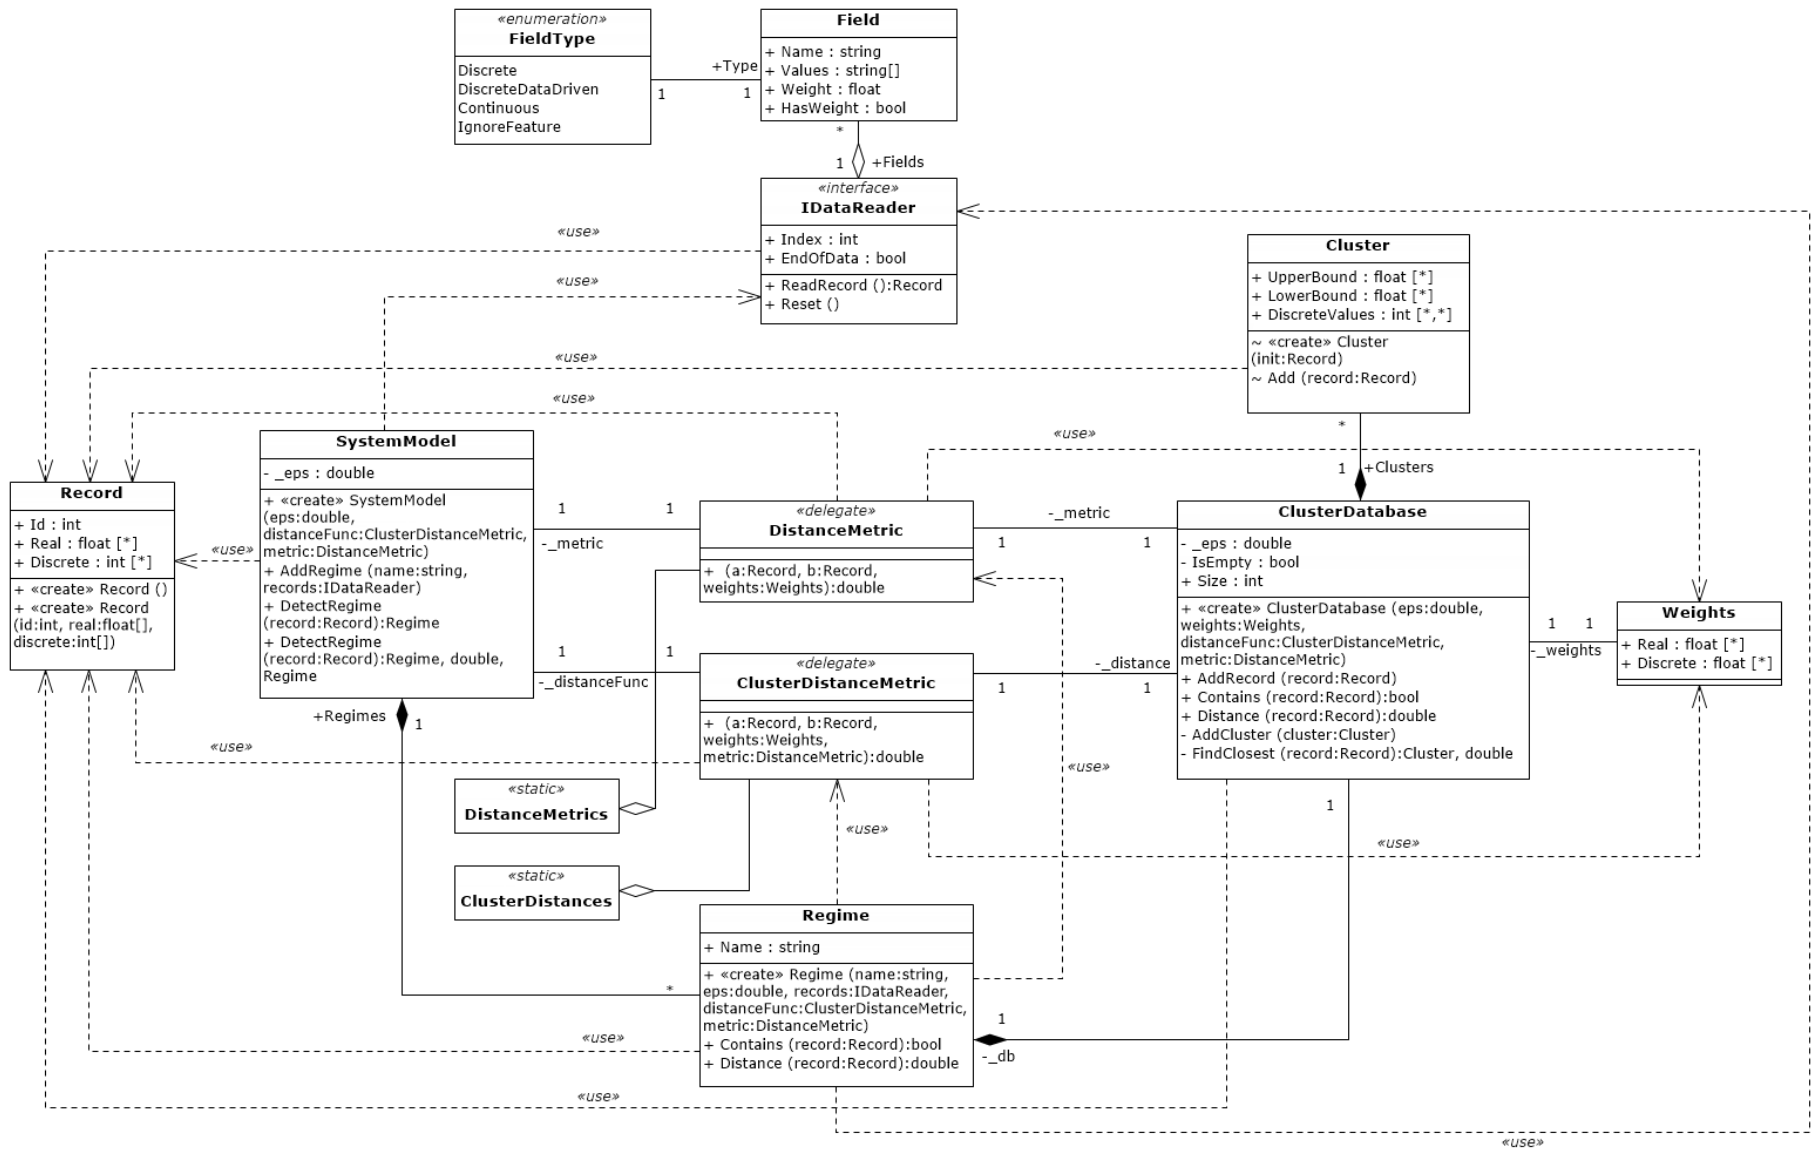 «enumeration»
FieldType
Discrete
DiscreteDataDriven
Continuous
IgnoreFeature
1
+Type
1
Field
+ Name : string
+ Values : string[]
+ Weight : float
+ HasWeight : bool
*
1
+Fields
«interface»
IDataReader
+ Index : int
+ EndOfData : bool
+ ReadRecord ():Record
+ Reset ()
«use»
«use»
«use»
«use»
Cluster
+ UpperBound : float [*]
+ LowerBound : float [*]
+ DiscreteValues : int [*,*]
~ «create» Cluster
(init:Record)
~ Add (record:Record)
*
1
+Clusters
«use»
Record
+ Id : int
+ Real : float [*]
+ Discrete : int [*]
+ «create» Record ()
+ «create» Record
(id:int, real:float[],
discrete:int[])
«use»
SystemModel
- _eps : double
+ «create» SystemModel
(eps:double,
distanceFunc:ClusterDistanceMetric,
metric:DistanceMetric)
+ AddRegime (name:string,
records:IDataReader)
+ DetectRegime
(record:Record):Regime
+ DetectRegime
(record:Record):Regime, double,
Regime
1
1
-_metric
1
1
-_distanceFunc
+Regimes
1
«use»
«delegate»
DistanceMetric
+  (a:Record, b:Record,
weights:Weights):double
-_metric
1
1
«delegate»
ClusterDistanceMetric
+  (a:Record, b:Record,
weights:Weights,
metric:DistanceMetric):double
-_distance
1
1
ClusterDatabase
- _eps : double
- IsEmpty : bool
+ Size : int
+ «create» ClusterDatabase (eps:double,
weights:Weights,
distanceFunc:ClusterDistanceMetric,
metric:DistanceMetric)
+ AddRecord (record:Record)
+ Contains (record:Record):bool
+ Distance (record:Record):double
- AddCluster (cluster:Cluster)
- FindClosest (record:Record):Cluster, double
1
1
-_weights
Weights
+ Real : float [*]
+ Discrete : float [*]
«use»
1
«static»
DistanceMetrics
«use»
«use»
«static»
ClusterDistances
Regime
+ Name : string
+ «create» Regime (name:string,
eps:double, records:IDataReader,
distanceFunc:ClusterDistanceMetric,
metric:DistanceMetric)
+ Contains (record:Record):bool
+ Distance (record:Record):double
*
1
-_db
«use»
«use»
«use»